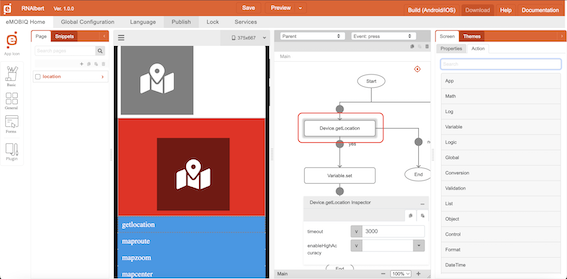 RNAlbert Ver. 1.0.0 Save Preview Build (Android/iOS) Download Help Documentation
eMOBIQ Home Global Configuration Language Publish Lock Services
App Icon
Basic
General
Forms
PlugIn
Page Snippets
Search pages
location
375x667
getlocation
maproute
mapzoom
mapcenter
Parent Event: press
Main
Start
Device.getLocation
yes
Variable.set
End
Device.getLocation Inspector
timeout v 3000
enableHighAc
curacy
v
End
Main 100%
Screen Themes
Properties Action
Search
App
Math
Log
Variable
Logic
Global
Conversion
Validation
List
Object
Control
Format
DateTime